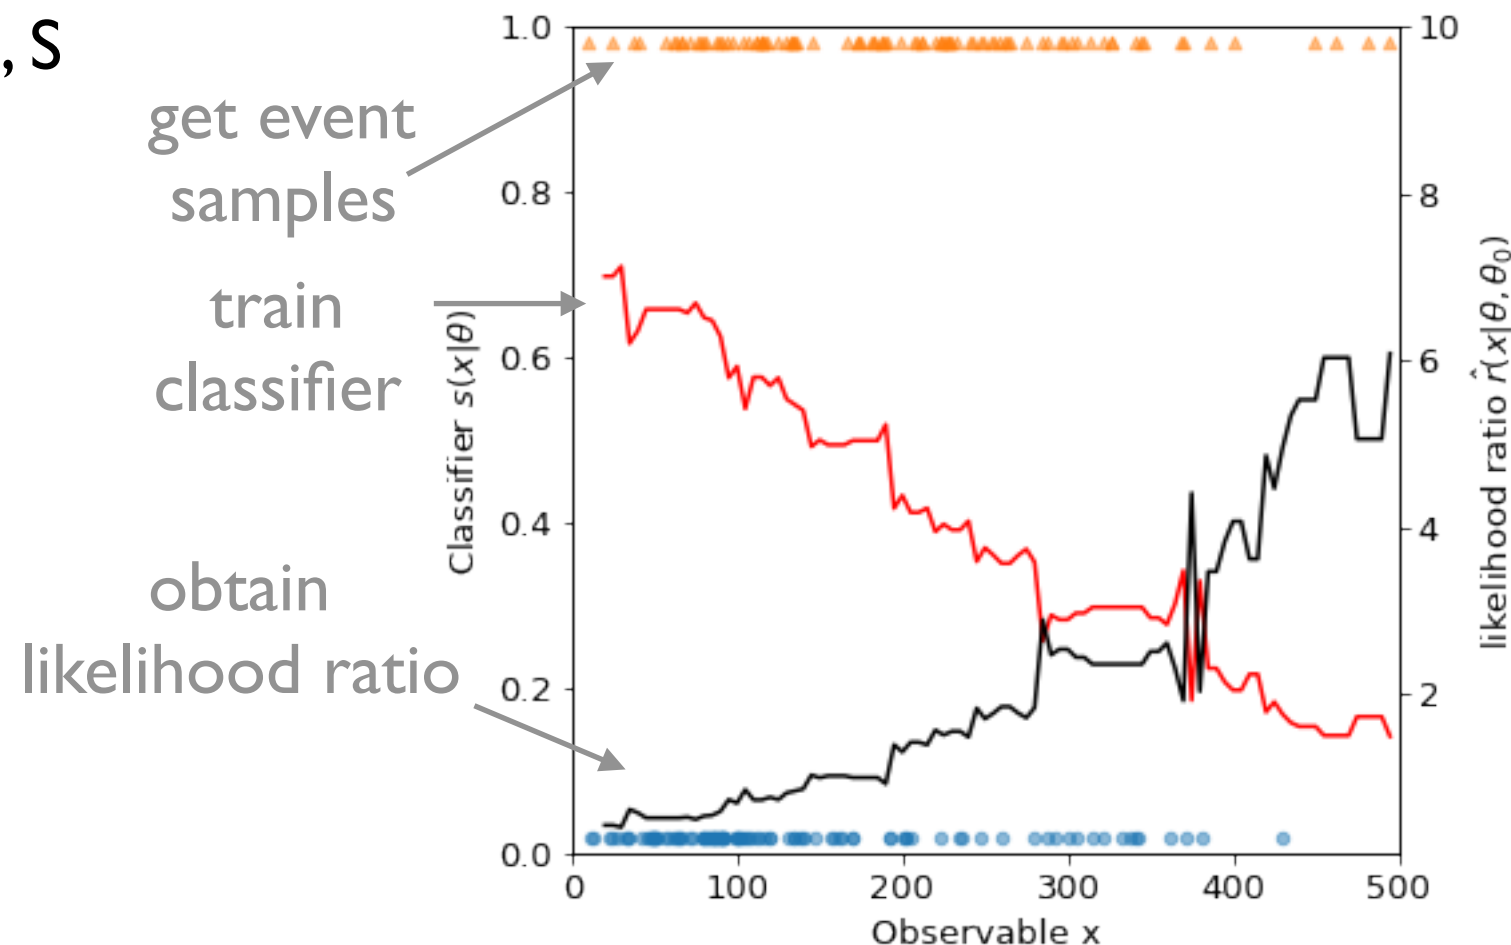 , S
get event
samples
train
classifier
obtain
likelihood ratio
1.0
0.8
0.6
0.4
0.2
0.0
Classifier s(x|θ)
0
100
200
300
400
500
Observable x
10
8
6
4
2
likelihood ratio r̂(x|θ,θ₀)